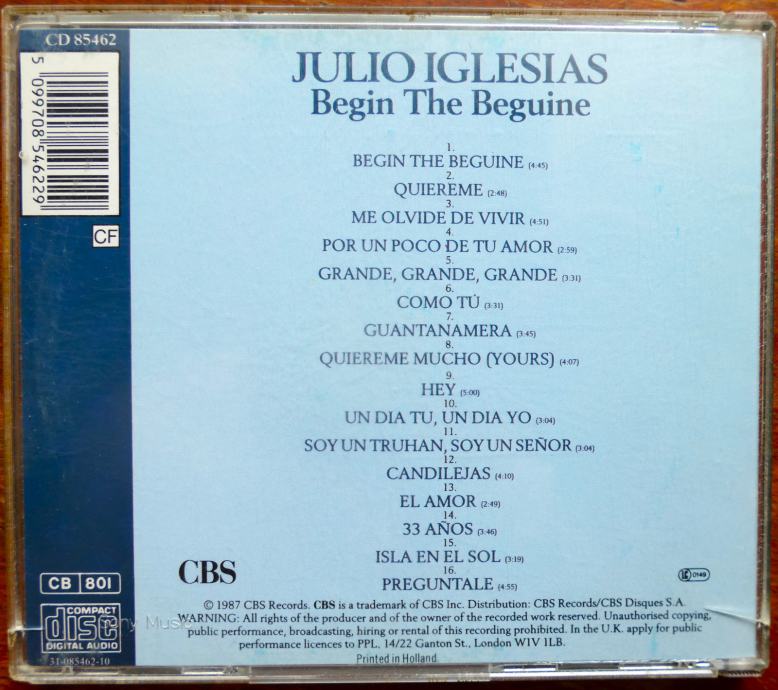 CD 85462
5 099708 546229
CF
JULIO IGLESIAS
Begin The Beguine
1.
BEGIN THE BEGUINE (4:45)
2.
QUIEREME (2:48)
3.
ME OLVIDE DE VIVIR (4:51)
4.
POR UN POCO DE TU AMOR (2:59)
5.
GRANDE, GRANDE, GRANDE (3:31)
6.
COMO TÚ (3:31)
7.
GUANTANAMERA (3:45)
8.
QUIEREME MUCHO (YOURS) (4:07)
9.
HEY (5:00)
10.
UN DIA TU, UN DIA YO (3:04)
11.
SOY UN TRUHAN, SOY UN SEÑOR (3:04)
12.
CANDILEJAS (4:10)
13.
EL AMOR (2:49)
14.
33 AÑOS (3:46)
15.
ISLA EN EL SOL (3:19)
16.
PREGUNTALE (4:55)
CBS
LC 0149
CB 801
COMPACT
disc
DIGITAL AUDIO
31-085462-10
Music
© 1987 CBS Records. CBS is a trademark of CBS Inc. Distribution: CBS Records/CBS Disques S.A.
WARNING: All rights of the producer and of the owner of the recorded work reserved. Unauthorised copying,
public performance, broadcasting, hiring or rental of this recording prohibited. In the U.K. apply for public
performance licences to PPL, 14/22 Ganton St., London W1V 1LB.
Printed in Holland